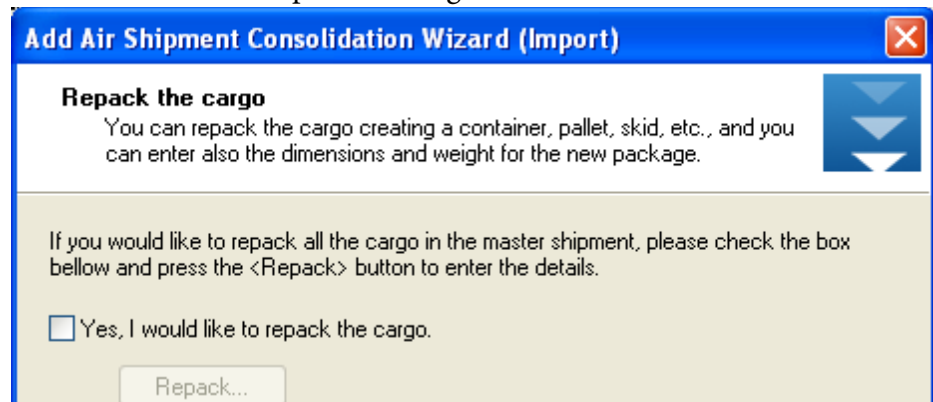 Add Air Shipment Consolidation Wizard (Import)
Repack the cargo
You can repack the cargo creating a container, pallet, skid, etc., and you
can enter also the dimensions and weight for the new package.
If you would like to repack all the cargo in the master shipment, please check the box
bellow and press the <Repack> button to enter the details.
Yes, I would like to repack the cargo.
Repack...